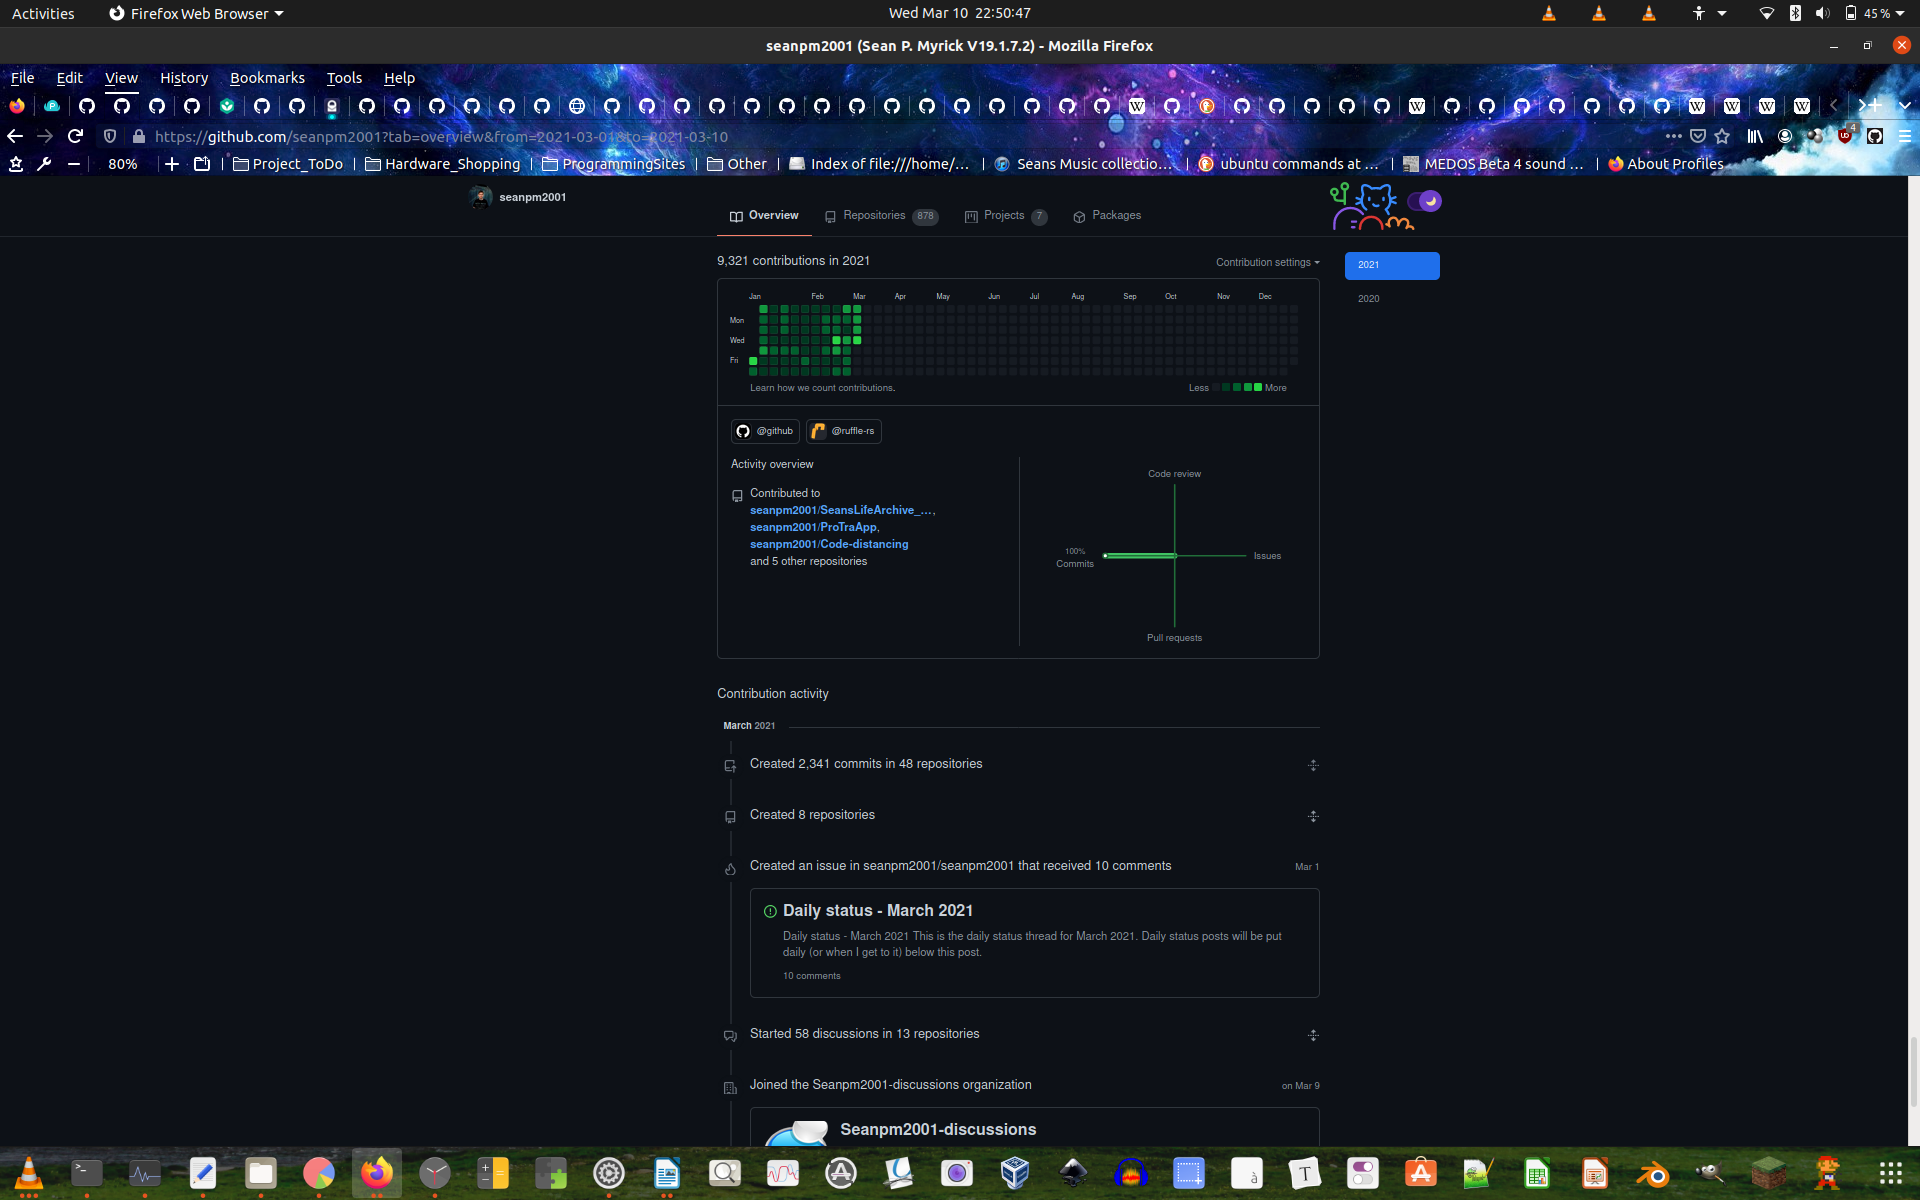 Activities Firefox Web Browser Wed Mar 10 22:50:47 45 %
seanpm2001 (Sean P. Myrick V19.1.7.2) - Mozilla Firefox
File Edit View History Bookmarks Tools Help
https://github.com/seanpm2001?tab=overview&from=2021-03-01&to=2021-03-10 4
80% Project_ToDo Hardware_Shopping ProgrammingSites Other Index of file:///home/... Seans Music collectio... ubuntu commands at ... MEDOS Beta 4 sound ... About Profiles
seanpm2001
Overview Repositories 878 Projects 7 Packages
9,321 contributions in 2021 Contribution settings
2021
2020
Jan Feb Mar Apr May Jun Jul Aug Sep Oct Nov Dec
Mon
Wed
Fri
Learn how we count contributions. Less More
@github @ruffle-rs
Activity overview
Contributed to
seanpm2001/SeansLifeArchive_...,
seanpm2001/ProTraApp,
seanpm2001/Code-distancing
and 5 other repositories
Code review
100%
Commits
Issues
Pull requests
Contribution activity
March 2021
Created 2,341 commits in 48 repositories
Created 8 repositories
Created an issue in seanpm2001/seanpm2001 that received 10 comments Mar 1
Daily status - March 2021
Daily status - March 2021 This is the daily status thread for March 2021. Daily status posts will be put
daily (or when I get to it) below this post.
10 comments
Started 58 discussions in 13 repositories
Joined the Seanpm2001-discussions organization on Mar 9
Seanpm2001-discussions